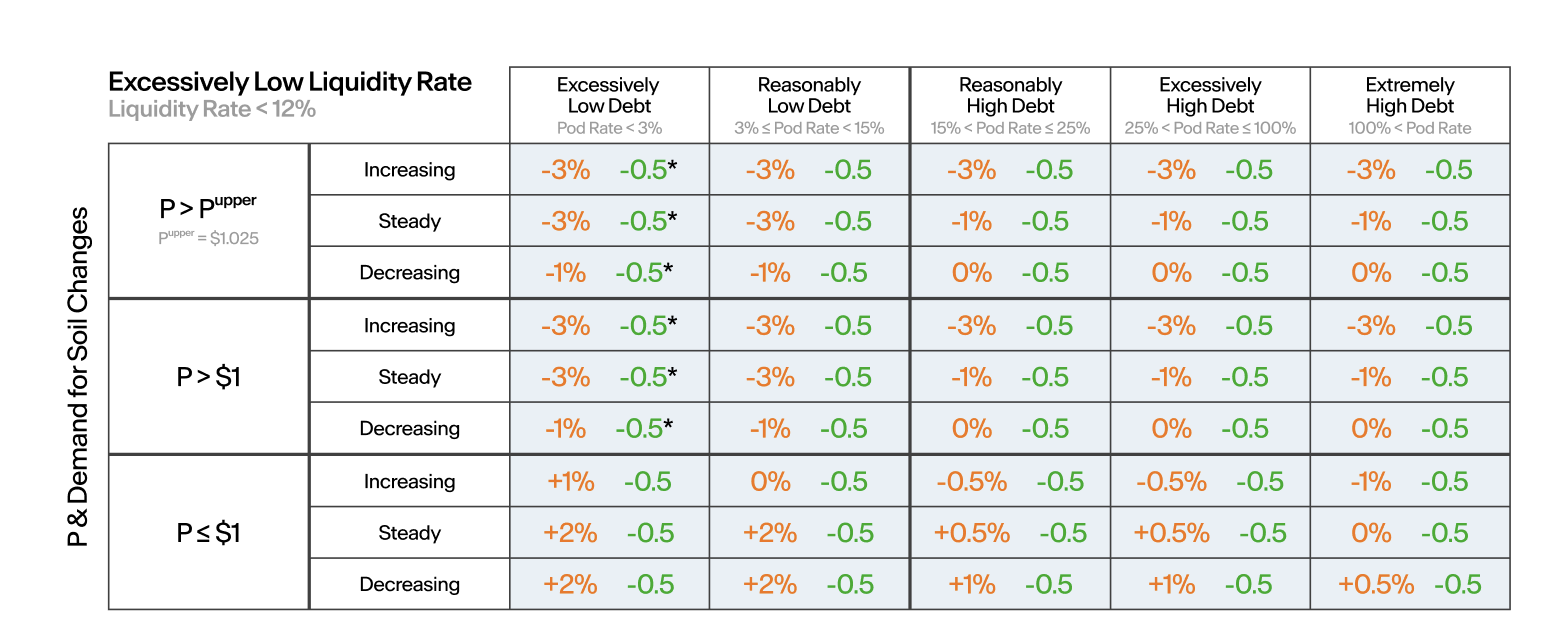 Excessively Low Liquidity Rate
Liquidity Rate < 12%
Excessively
Low Debt
Pod Rate < 3%
Reasonably
Low Debt
3% ≤ Pod Rate < 15%
Reasonably
High Debt
15% < Pod Rate ≤ 25%
Excessively
High Debt
25% < Pod Rate ≤ 100%
Extremely
High Debt
100% < Pod Rate
P & Demand for Soil Changes
P > Pupper
Pupper = $1.025
Increasing -3% -0.5* -3% -0.5 -3% -0.5 -3% -0.5 -3% -0.5
Steady -3% -0.5* -3% -0.5 -1% -0.5 -1% -0.5 -1% -0.5
Decreasing -1% -0.5* -1% -0.5 0% -0.5 0% -0.5 0% -0.5
P > $1
Increasing -3% -0.5* -3% -0.5 -3% -0.5 -3% -0.5 -3% -0.5
Steady -3% -0.5* -3% -0.5 -1% -0.5 -1% -0.5 -1% -0.5
Decreasing -1% -0.5* -1% -0.5 0% -0.5 0% -0.5 0% -0.5
P ≤ $1
Increasing +1% -0.5 0% -0.5 -0.5% -0.5 -0.5% -0.5 -1% -0.5
Steady +2% -0.5 +2% -0.5 +0.5% -0.5 +0.5% -0.5 0% -0.5
Decreasing +2% -0.5 +2% -0.5 +1% -0.5 +1% -0.5 +0.5% -0.5